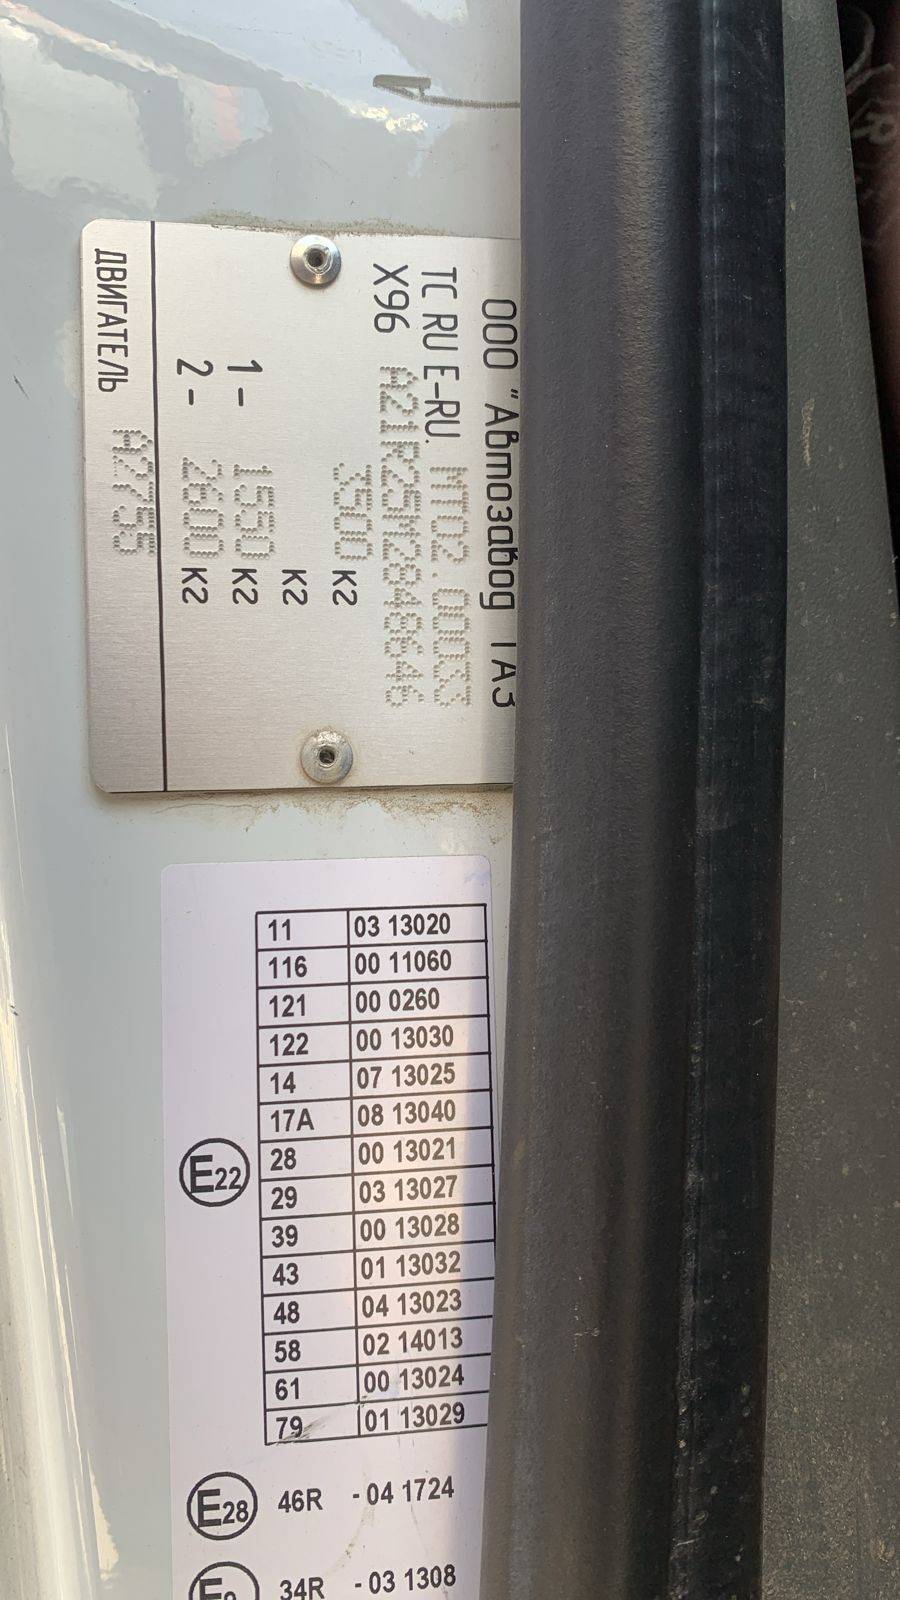 ООО "Автозавод ГАЗ
ТС RU E-RU. МТ02.00033
X96 A21R25M2848646
3500 кг
кг
1- 1550 кг
2- 2600 кг
ДВИГАТЕЛЬ А2755
11 03 13020
116 00 11060
121 00 0260
122 00 13030
14 07 13025
17A 08 13040
28 00 13021
29 03 13027
39 00 13028
43 01 13032
48 04 13023
58 02 14013
61 00 13024
79 01 13029
E22
E28 46R - 04 1724
34R - 03 1308